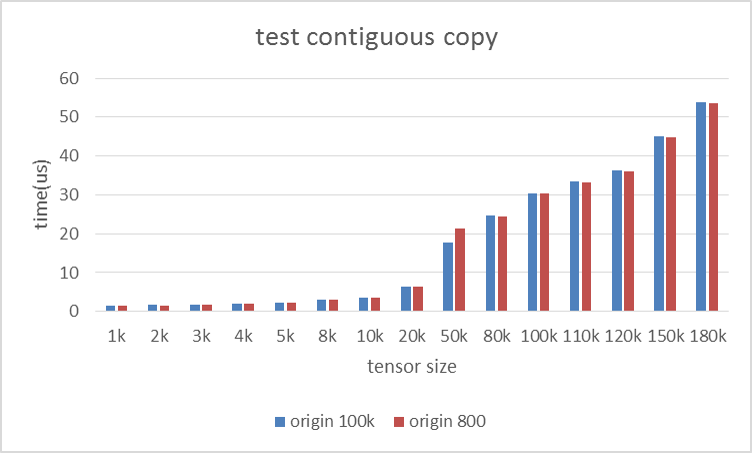 test contiguous copy
60
50
40
30
20
10
0
time(us)
1k 2k 3k 4k 5k 8k 10k 20k 50k 80k 100k 110k 120k 150k 180k
tensor size
origin 100k origin 800